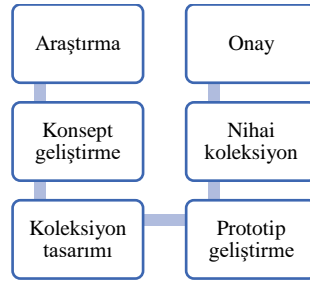 Araştırma
Konsept
geliştirme
Koleksiyon
tasarımı
Prototip
geliştirme
Nihai
koleksiyon
Onay